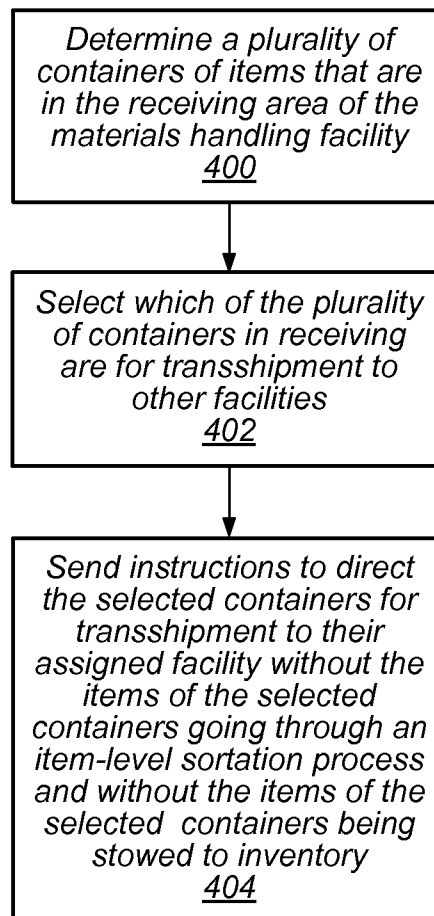 Determine a plurality of
containers of items that are
in the receiving area of the
materials handling facility
400
Select which of the plurality
of containers in receiving
are for transshipment to
other facilities
402
Send instructions to direct
the selected containers for
transshipment to their
assigned facility without the
items of the selected
containers going through an
item-level sortation process
and without the items of the
selected containers being
stowed to inventory
404